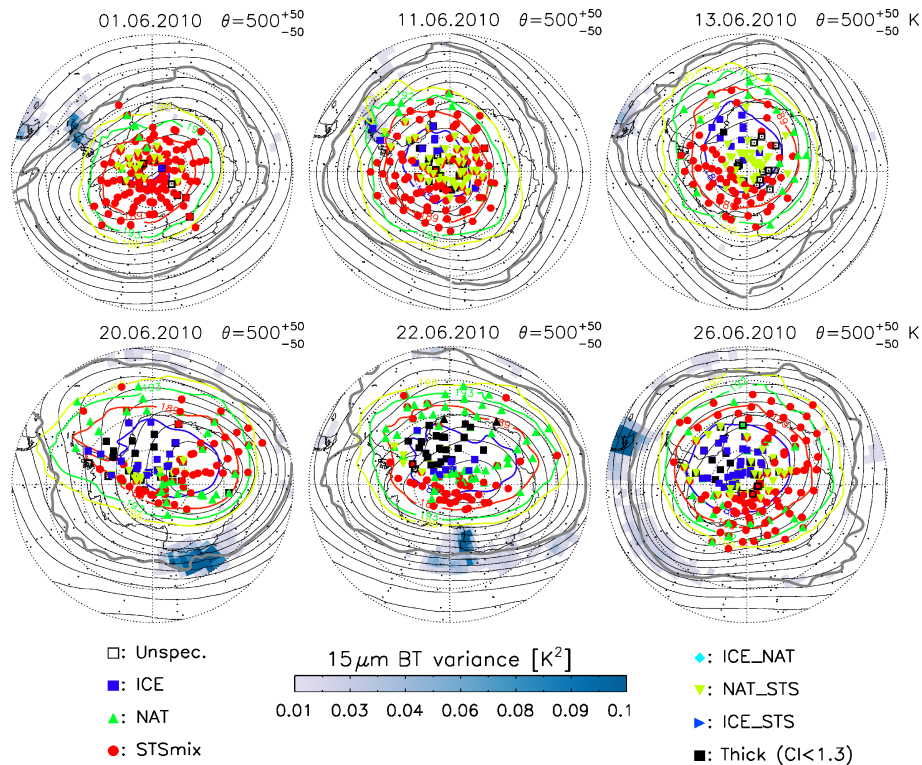 01.06.2010 θ=500+50 −50
11.06.2010 θ=500+50 −50
13.06.2010 θ=500+50 −50 K
20.06.2010 θ=500+50 −50
22.06.2010 θ=500+50 −50
26.06.2010 θ=500+50 −50 K
□: Unspec.
■: ICE
▲: NAT
●: STSmix
15μm BT variance [K²]
0.01 0.03 0.04 0.06 0.07 0.09 0.1
◆: ICE_NAT
▼: NAT_STS
▶: ICE_STS
■: Thick (CI<1.3)